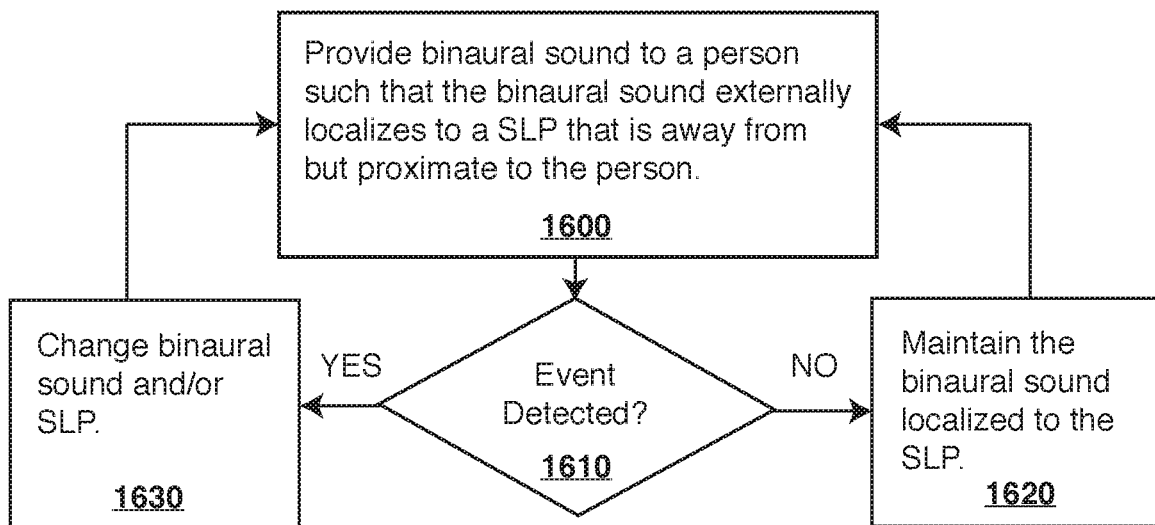 Provide binaural sound to a person
such that the binaural sound externally
localizes to a SLP that is away from
but proximate to the person.
1600
Change binaural
sound and/or
SLP.
1630
YES
Event
Detected?
1610
NO
Maintain the
binaural sound
localized to the
SLP.
1620